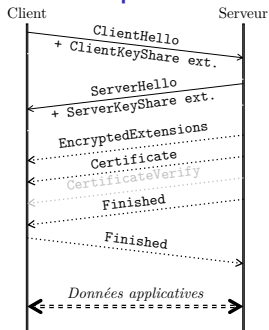 Client Serveur
ClientHello
+ ClientKeyShare ext.
ServerHello
+ ServerKeyShare ext.
EncryptedExtensions
Certificate
CertificateVerify
Finished
Finished
Données applicatives